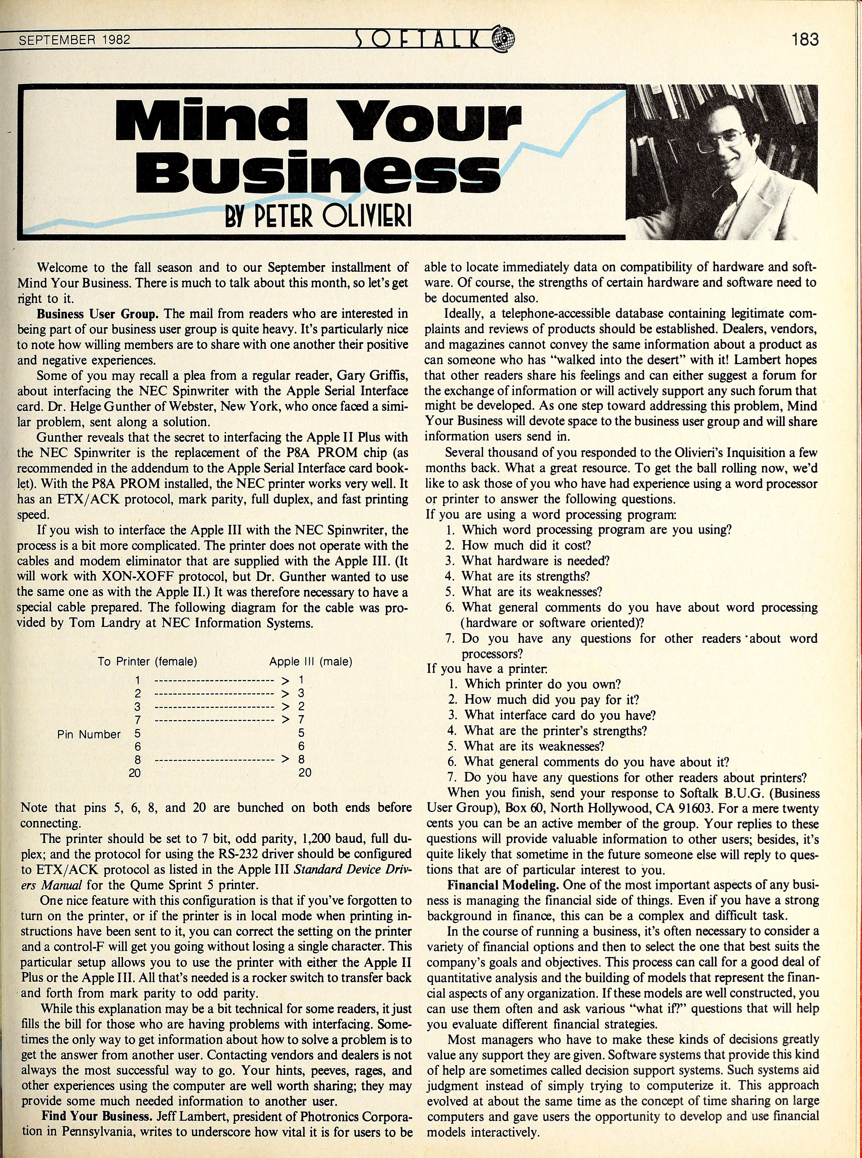 SEPTEMBER 1982
SOFTALK
183
Mind Your
Business
BY PETER OLIVIERI
Welcome to the fall season and to our September installment of
Mind Your Business. There is much to talk about this month, so let's get
right to it.
Business User Group. The mail from readers who are interested in
being part of our business user group is quite heavy. It's particularly nice
to note how willing members are to share with one another their positive
and negative experiences.
Some of you may recall a plea from a regular reader, Gary Griffis,
about interfacing the NEC Spinwriter with the Apple Serial Interface
card. Dr. Helge Gunther of Webster, New York, who once faced a simi-
lar problem, sent along a solution.
Gunther reveals that the secret to interfacing the Apple II Plus with
the NEC Spinwriter is the replacement of the P8A PROM chip (as
recommended in the addendum to the Apple Serial Interface card book-
let). With the P8A PROM installed, the NEC printer works very well. It
has an ETX/ACK protocol, mark parity, full duplex, and fast printing
speed.
If you wish to interface the Apple III with the NEC Spinwriter, the
process is a bit more complicated. The printer does not operate with the
cables and modem eliminator that are supplied with the Apple III. (It
will work with XON-XOFF protocol, but Dr. Gunther wanted to use
the same one as with the Apple II.) It was therefore necessary to have a
special cable prepared. The following diagram for the cable was pro-
vided by Tom Landry at NEC Information Systems.
To Printer (female) Apple III (male)
1 -------------------------- > 1
2 -------------------------- > 3
3 -------------------------- > 2
7 -------------------------- > 7
Pin Number 5 5
6 6
8 -------------------------- > 8
20 20
Note that pins 5, 6, 8, and 20 are bunched on both ends before
connecting.
The printer should be set to 7 bit, odd parity, 1,200 baud, full du-
plex; and the protocol for using the RS-232 driver should be configured
to ETX/ACK protocol as listed in the Apple III Standard Device Driv-
ers Manual for the Qume Sprint 5 printer.
One nice feature with this configuration is that if you've forgotten to
turn on the printer, or if the printer is in local mode when printing in-
structions have been sent to it, you can correct the setting on the printer
and a control-F will get you going without losing a single character. This
particular setup allows you to use the printer with either the Apple II
Plus or the Apple III. All that's needed is a rocker switch to transfer back
and forth from mark parity to odd parity.
While this explanation may be a bit technical for some readers, it just
fills the bill for those who are having problems with interfacing. Some-
times the only way to get information about how to solve a problem is to
get the answer from another user. Contacting vendors and dealers is not
always the most successful way to go. Your hints, peeves, rages, and
other experiences using the computer are well worth sharing; they may
provide some much needed information to another user.
Find Your Business. Jeff Lambert, president of Photronics Corpora-
tion in Pennsylvania, writes to underscore how vital it is for users to be
able to locate immediately data on compatibility of hardware and soft-
ware. Of course, the strengths of certain hardware and software need to
be documented also.
Ideally, a telephone-accessible database containing legitimate com-
plaints and reviews of products should be established. Dealers, vendors,
and magazines cannot convey the same information about a product as
can someone who has "walked into the desert" with it! Lambert hopes
that other readers share his feelings and can either suggest a forum for
the exchange of information or will actively support any such forum that
might be developed. As one step toward addressing this problem, Mind
Your Business will devote space to the business user group and will share
information users send in.
Several thousand of you responded to the Olivieri's Inquisition a few
months back. What a great resource. To get the ball rolling now, we'd
like to ask those of you who have had experience using a word processor
or printer to answer the following questions.
If you are using a word processing program:
1. Which word processing program are you using?
2. How much did it cost?
3. What hardware is needed?
4. What are its strengths?
5. What are its weaknesses?
6. What general comments do you have about word processing
(hardware or software oriented)?
7. Do you have any questions for other readers about word
processors?
If you have a printer:
1. Which printer do you own?
2. How much did you pay for it?
3. What interface card do you have?
4. What are the printer's strengths?
5. What are its weaknesses?
6. What general comments do you have about it?
7. Do you have any questions for other readers about printers?
When you finish, send your response to Softalk B.U.G. (Business
User Group), Box 60, North Hollywood, CA 91603. For a mere twenty
cents you can be an active member of the group. Your replies to these
questions will provide valuable information to other users; besides, it's
quite likely that sometime in the future someone else will reply to ques-
tions that are of particular interest to you.
Financial Modeling. One of the most important aspects of any busi-
ness is managing the financial side of things. Even if you have a strong
background in finance, this can be a complex and difficult task.
In the course of running a business, it's often necessary to consider a
variety of financial options and then to select the one that best suits the
company's goals and objectives. This process can call for a good deal of
quantitative analysis and the building of models that represent the finan-
cial aspects of any organization. If these models are well constructed, you
can use them often and ask various "what if?" questions that will help
you evaluate different financial strategies.
Most managers who have to make these kinds of decisions greatly
value any support they are given. Software systems that provide this kind
of help are sometimes called decision support systems. Such systems aid
judgment instead of simply trying to computerize it. This approach
evolved at about the same time as the concept of time sharing on large
computers and gave users the opportunity to develop and use financial
models interactively.